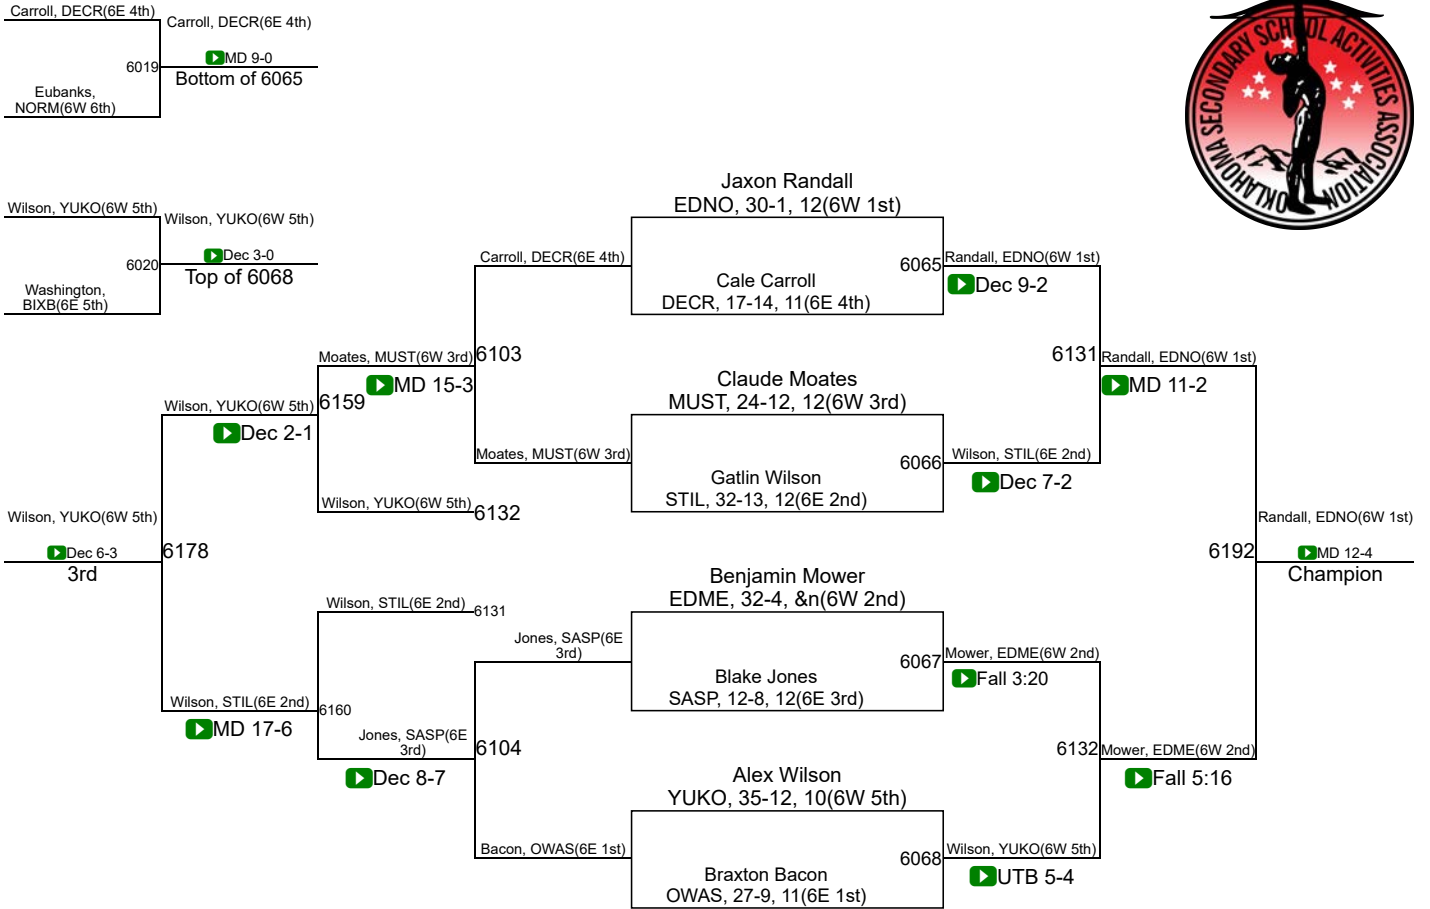 Carroll, DECR(6E 4th)
Carroll, DECR(6E 4th)
MD 9-0
6019
Bottom of 6065
Eubanks,
NORM(6W 6th)
OKLAHOMA SECONDARY SCHOOL ACTIVITIES ASSOCIATION
Wilson, YUKO(6W 5th)
Wilson, YUKO(6W 5th)
Dec 3-0
6020
Top of 6068
Washington,
BIXB(6E 5th)
Jaxon Randall
EDNO, 30-1, 12(6W 1st)
Carroll, DECR(6E 4th)
6065
Randall, EDNO(6W 1st)
Cale Carroll
DECR, 17-14, 11(6E 4th)
Dec 9-2
Moates, MUST(6W 3rd)
6103
MD 15-3
6131
Randall, EDNO(6W 1st)
MD 11-2
Claude Moates
MUST, 24-12, 12(6W 3rd)
Wilson, YUKO(6W 5th)
6159
Dec 2-1
Moates, MUST(6W 3rd)
6066
Wilson, STIL(6E 2nd)
Gatlin Wilson
STIL, 32-13, 12(6E 2nd)
Dec 7-2
Wilson, YUKO(6W 5th)
6132
Wilson, YUKO(6W 5th)
Dec 6-3
6178
3rd
Randall, EDNO(6W 1st)
6192
MD 12-4
Champion
Benjamin Mower
EDME, 32-4, &n(6W 2nd)
Wilson, STIL(6E 2nd)
6131
Jones, SASP(6E
3rd)
6067
Mower, EDME(6W 2nd)
Blake Jones
SASP, 12-8, 12(6E 3rd)
Fall 3:20
Wilson, STIL(6E 2nd)
6160
MD 17-6
Jones, SASP(6E
3rd)
6104
Dec 8-7
6132
Mower, EDME(6W 2nd)
Fall 5:16
Alex Wilson
YUKO, 35-12, 10(6W 5th)
Bacon, OWAS(6E 1st)
6068
Wilson, YUKO(6W 5th)
Braxton Bacon
OWAS, 27-9, 11(6E 1st)
UTB 5-4